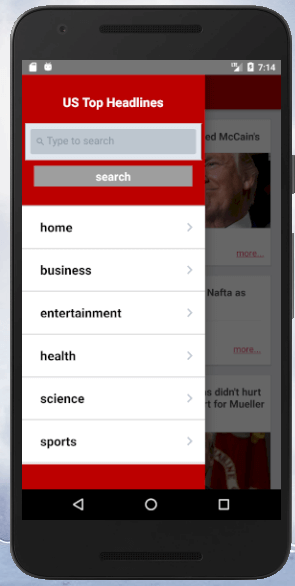 7:14
US Top Headlines
Type to search
search
home
business
entertainment
health
science
sports
ed McCain's
more...
Nafta as
more...
s didn't hurt
t for Mueller